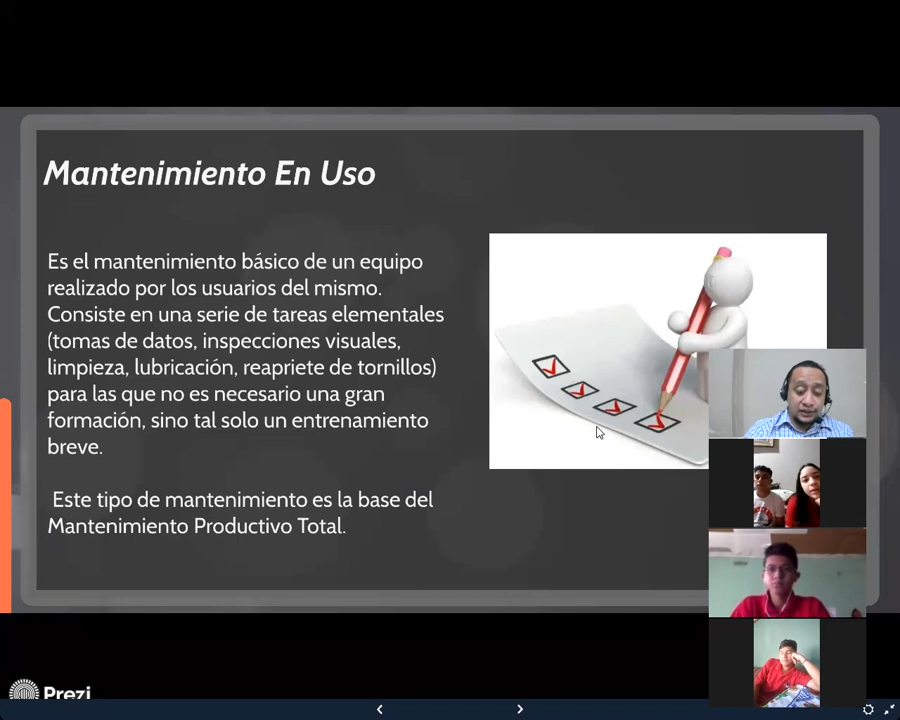 Mantenimiento En Uso
Es el mantenimiento básico de un equipo
realizado por los usuarios del mismo.
Consiste en una serie de tareas elementales
(tomas de datos, inspecciones visuales,
limpieza, lubricación, reapriete de tornillos)
para las que no es necesario una gran
formación, sino tal solo un entrenamiento
breve.
Este tipo de mantenimiento es la base del
Mantenimiento Productivo Total.
Prezi